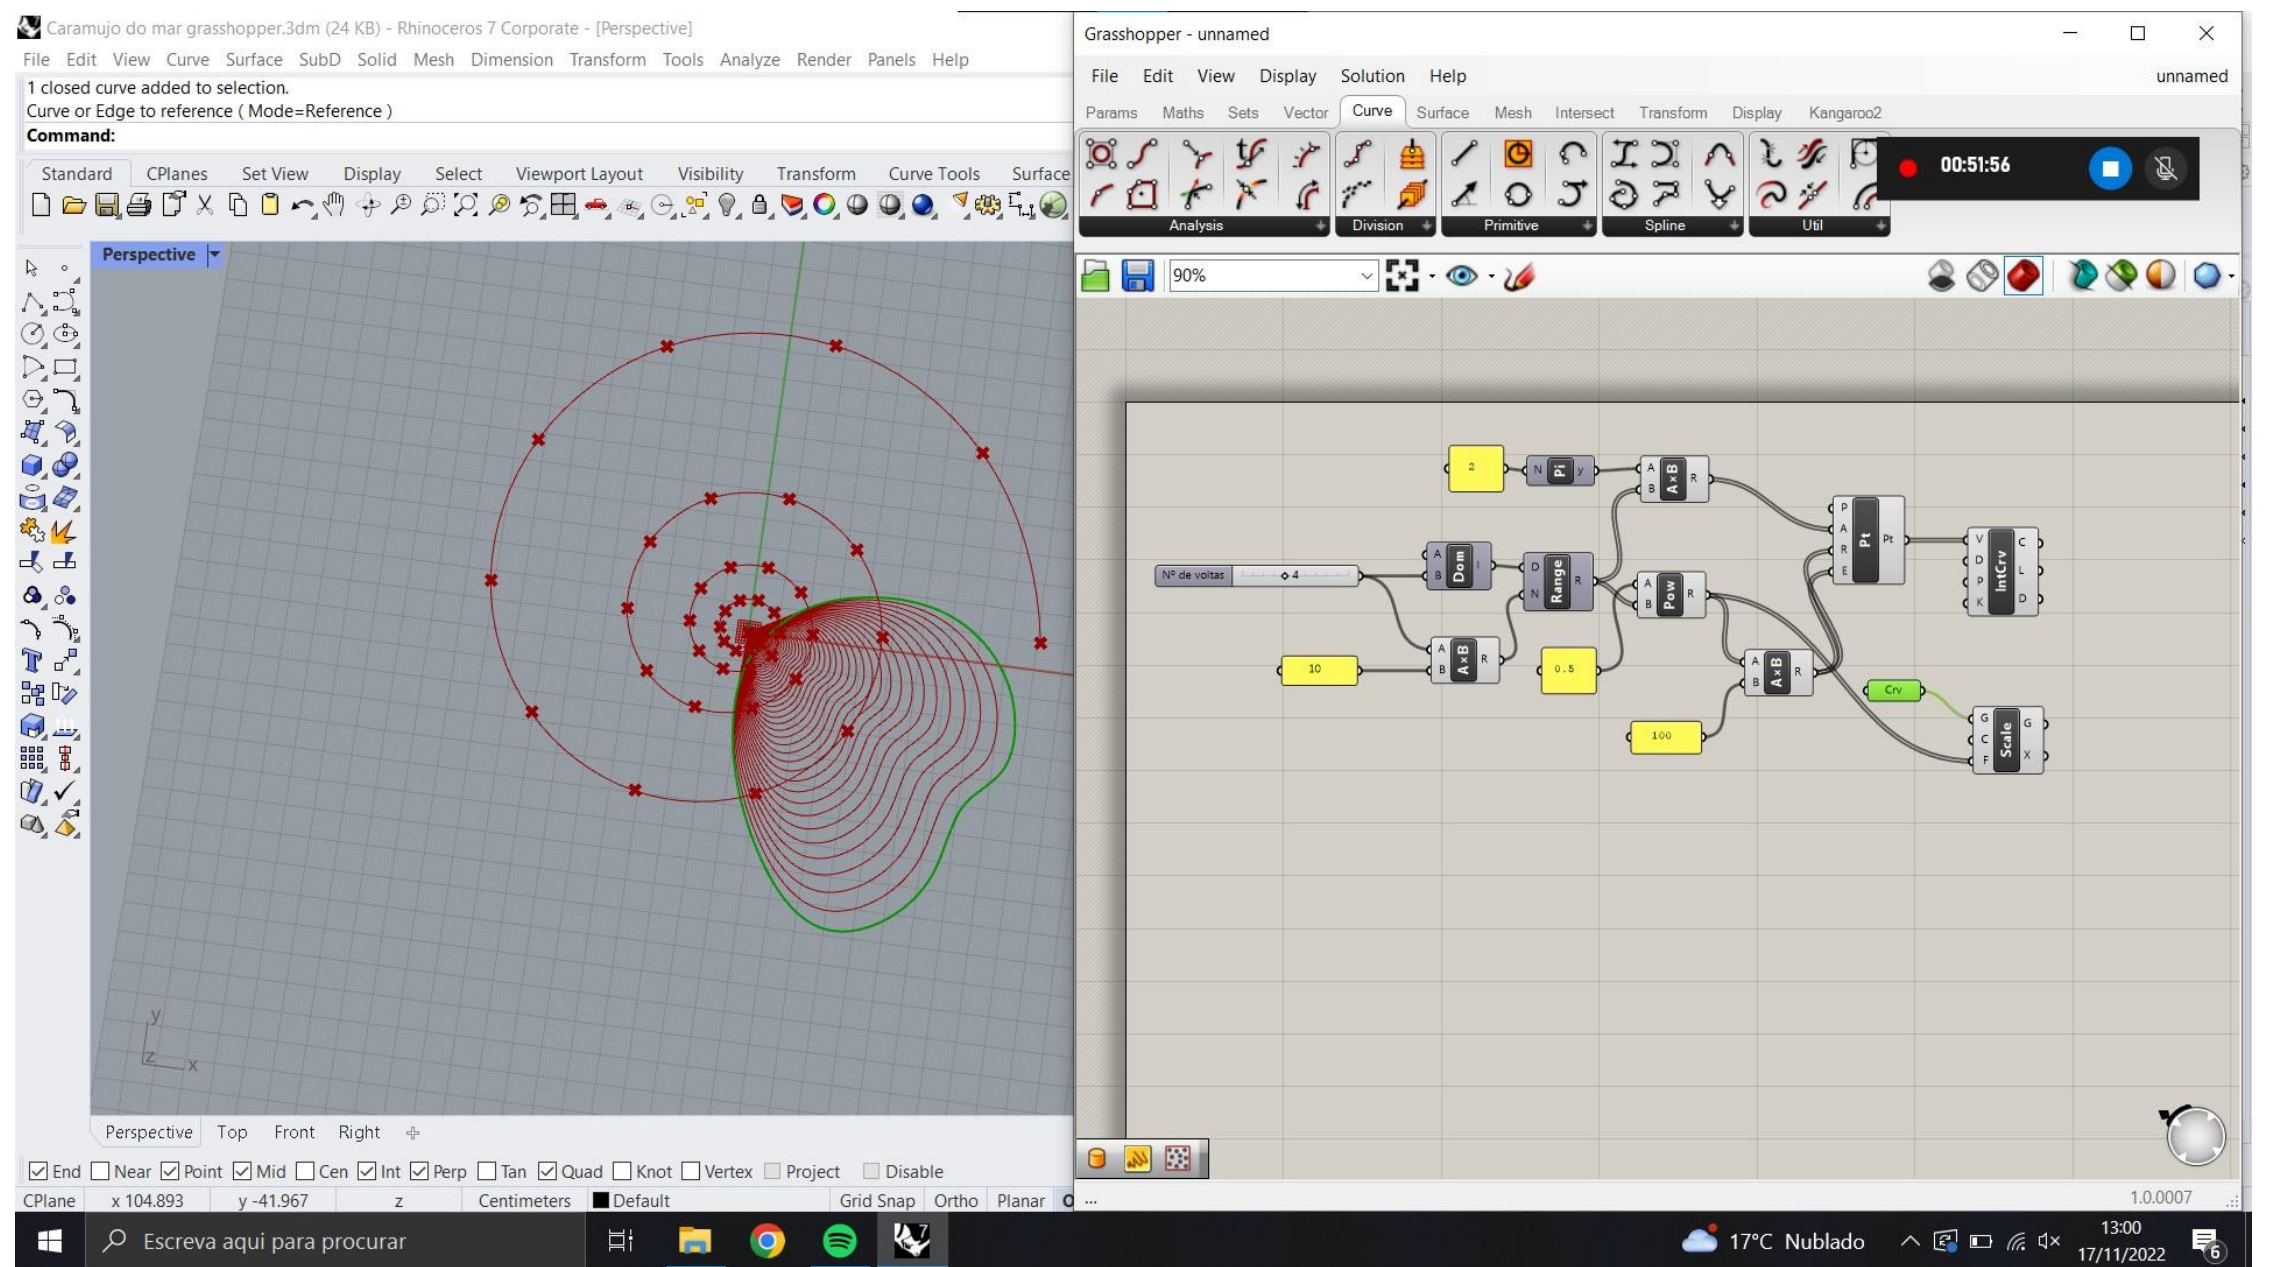 Caramujo do mar grasshopper.3dm (24 KB) - Rhinoceros 7 Corporate - [Perspective]
File Edit View Curve Surface SubD Solid Mesh Dimension Transform Tools Analyze Render Panels Help
1 closed curve added to selection.
Curve or Edge to reference ( Mode=Reference )
Command:
Standard CPlanes Set View Display Select Viewport Layout Visibility Transform Curve Tools Surface
Perspective
y
z x
Perspective Top Front Right
End Near Point Mid Cen Int Perp Tan Quad Knot Vertex Project Disable
CPlane x 104.893 y -41.967 z Centimeters Default Grid Snap Ortho Planar O
Grasshopper - unnamed
File Edit View Display Solution Help unnamed
Params Maths Sets Vector Curve Surface Mesh Intersect Transform Display Kangaroo2
00:51:56
Analysis Division Primitive Spline Util
90%
2
N Pi y
A B A×B R
P A R E Pt Pt
V D P K IntCrv C L D
Nº de voltas 4
A B Dom I
D N Range R
A B Pow R
10
A B A×B R
0.5
A B A×B R
100
Crv
G C F Scale G X
...
1.0.0007
Escreva aqui para procurar
7
17°C Nublado
13:00
17/11/2022
6